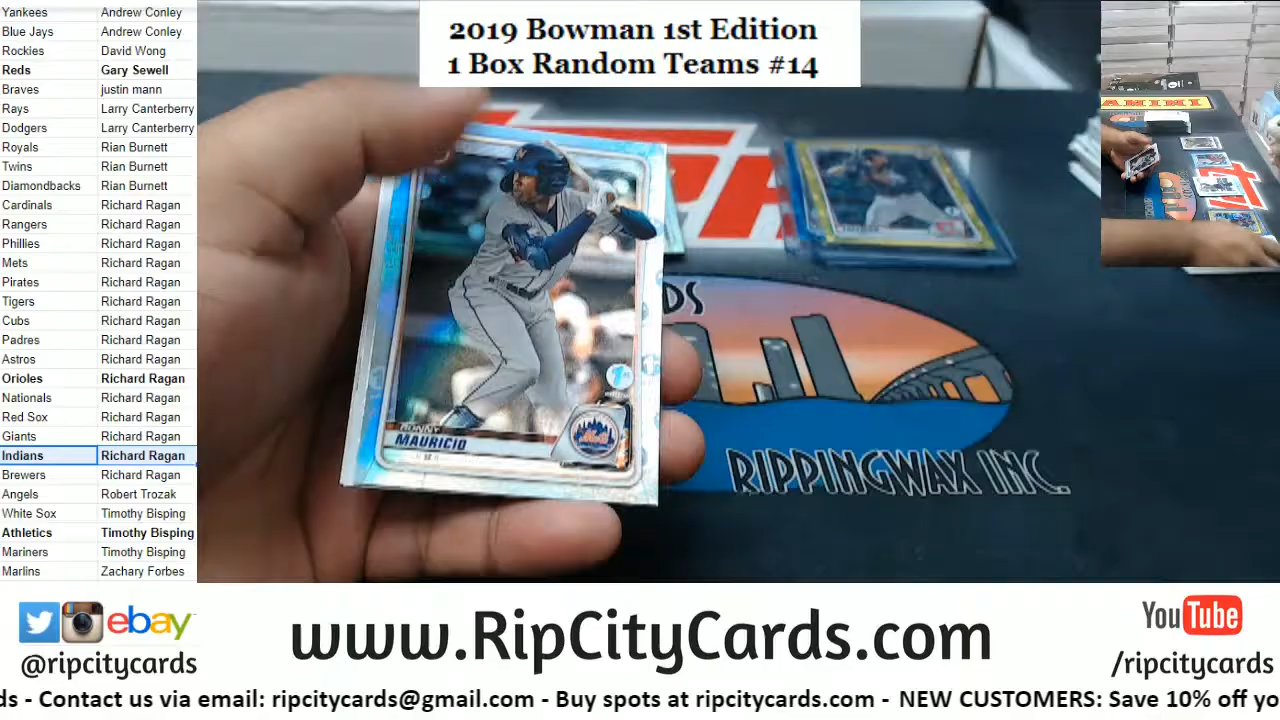 2019 Bowman 1st Edition
1 Box Random Teams #14
Yankees Andrew Conley
Blue Jays Andrew Conley
Rockies David Wong
Reds Gary Sewell
Braves justin mann
Rays Larry Canterberry
Dodgers Larry Canterberry
Royals Rian Burnett
Twins Rian Burnett
Diamondbacks Rian Burnett
Cardinals Richard Ragan
Rangers Richard Ragan
Phillies Richard Ragan
Mets Richard Ragan
Pirates Richard Ragan
Tigers Richard Ragan
Cubs Richard Ragan
Padres Richard Ragan
Astros Richard Ragan
Orioles Richard Ragan
Nationals Richard Ragan
Red Sox Richard Ragan
Giants Richard Ragan
Indians Richard Ragan
Brewers Richard Ragan
Angels Robert Trozak
White Sox Timothy Bisping
Athletics Timothy Bisping
Mariners Timothy Bisping
Marlins Zachary Forbes
1st
RONNY
MAURICIO
Mets
DS
RIPPINGWAX INC.
PANINI
ebay
@ripcitycards
www.RipCityCards.com
YouTube
/ripcitycards
ds - Contact us via email: ripcitycards@gmail.com - Buy spots at ripcitycards.com - NEW CUSTOMERS: Save 10% off yo